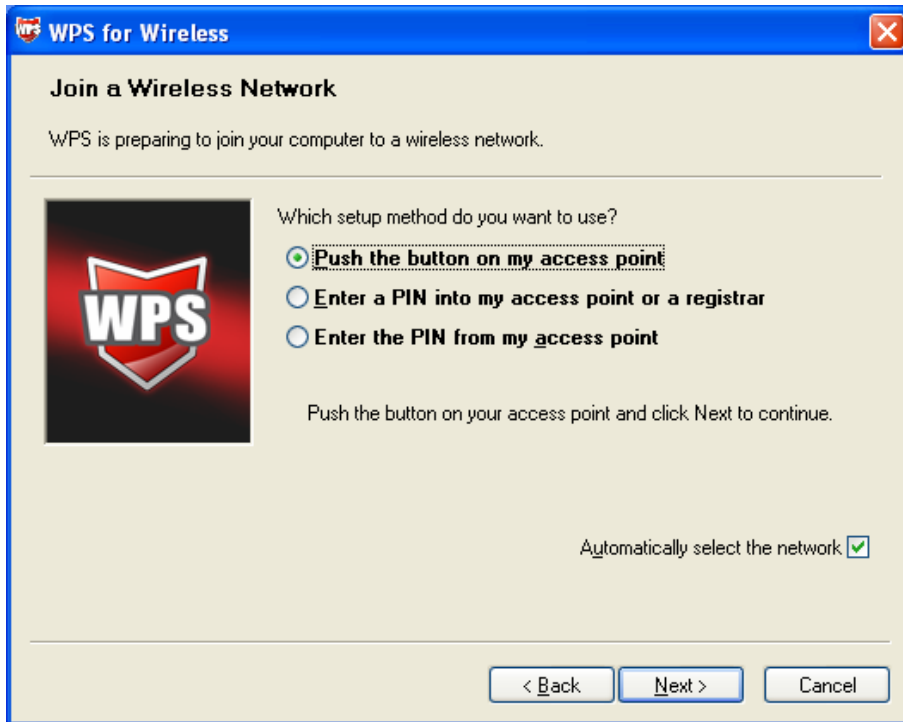 WPS WPS for Wireless
Join a Wireless Network
WPS is preparing to join your computer to a wireless network.
WPS
Which setup method do you want to use?
Push the button on my access point
Enter a PIN into my access point or a registrar
Enter the PIN from my access point
Push the button on your access point and click Next to continue.
Automatically select the network
< Back
Next >
Cancel